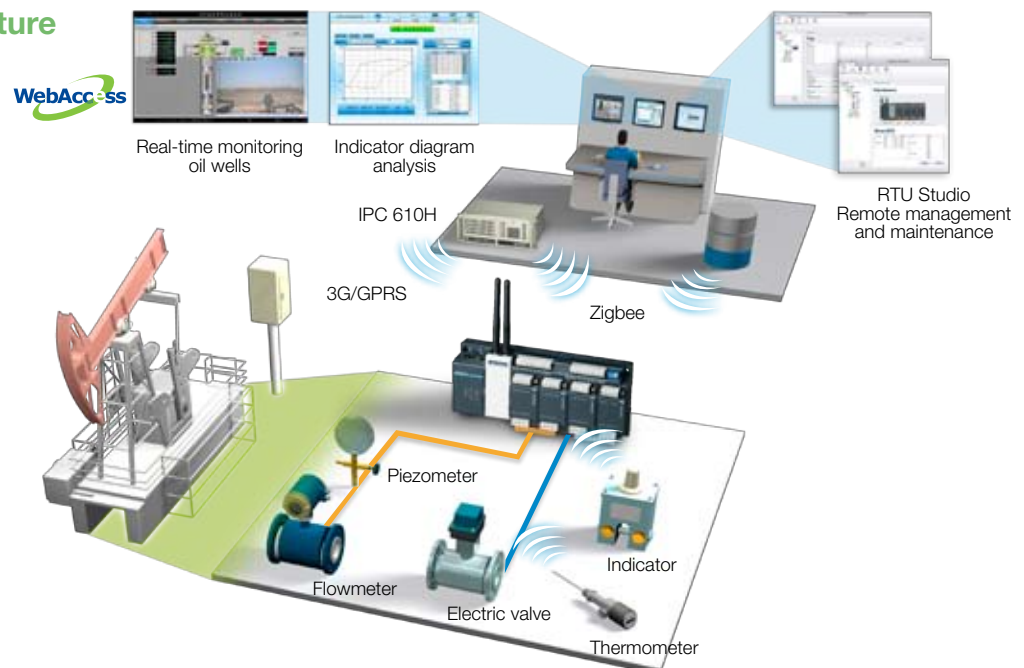 ture
WebAccess
Real-time monitoring
oil wells
Indicator diagram
analysis
RTU Studio
Remote management
and maintenance
IPC 610H
3G/GPRS
Zigbee
Piezometer
Flowmeter
Electric valve
Indicator
Thermometer